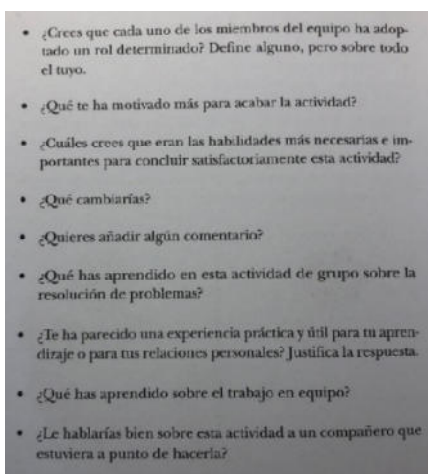 • ¿Crees que cada uno de los miembros del equipo ha adop-
tado un rol determinado? Define alguno, pero sobre todo
el tuyo.
• ¿Qué te ha motivado más para acabar la actividad?
• ¿Cuáles crees que eran las habilidades más necesarias e im-
portantes para concluir satisfactoriamente esta actividad?
• ¿Qué cambiarías?
• ¿Quieres añadir algún comentario?
• ¿Qué has aprendido en esta actividad de grupo sobre la
resolución de problemas?
• ¿Te ha parecido una experiencia práctica y útil para tu apren-
dizaje o para tus relaciones personales? Justifica la respuesta.
• ¿Qué has aprendido sobre el trabajo en equipo?
• ¿Le hablarías bien sobre esta actividad a un compañero que
estuviera a punto de hacerla?